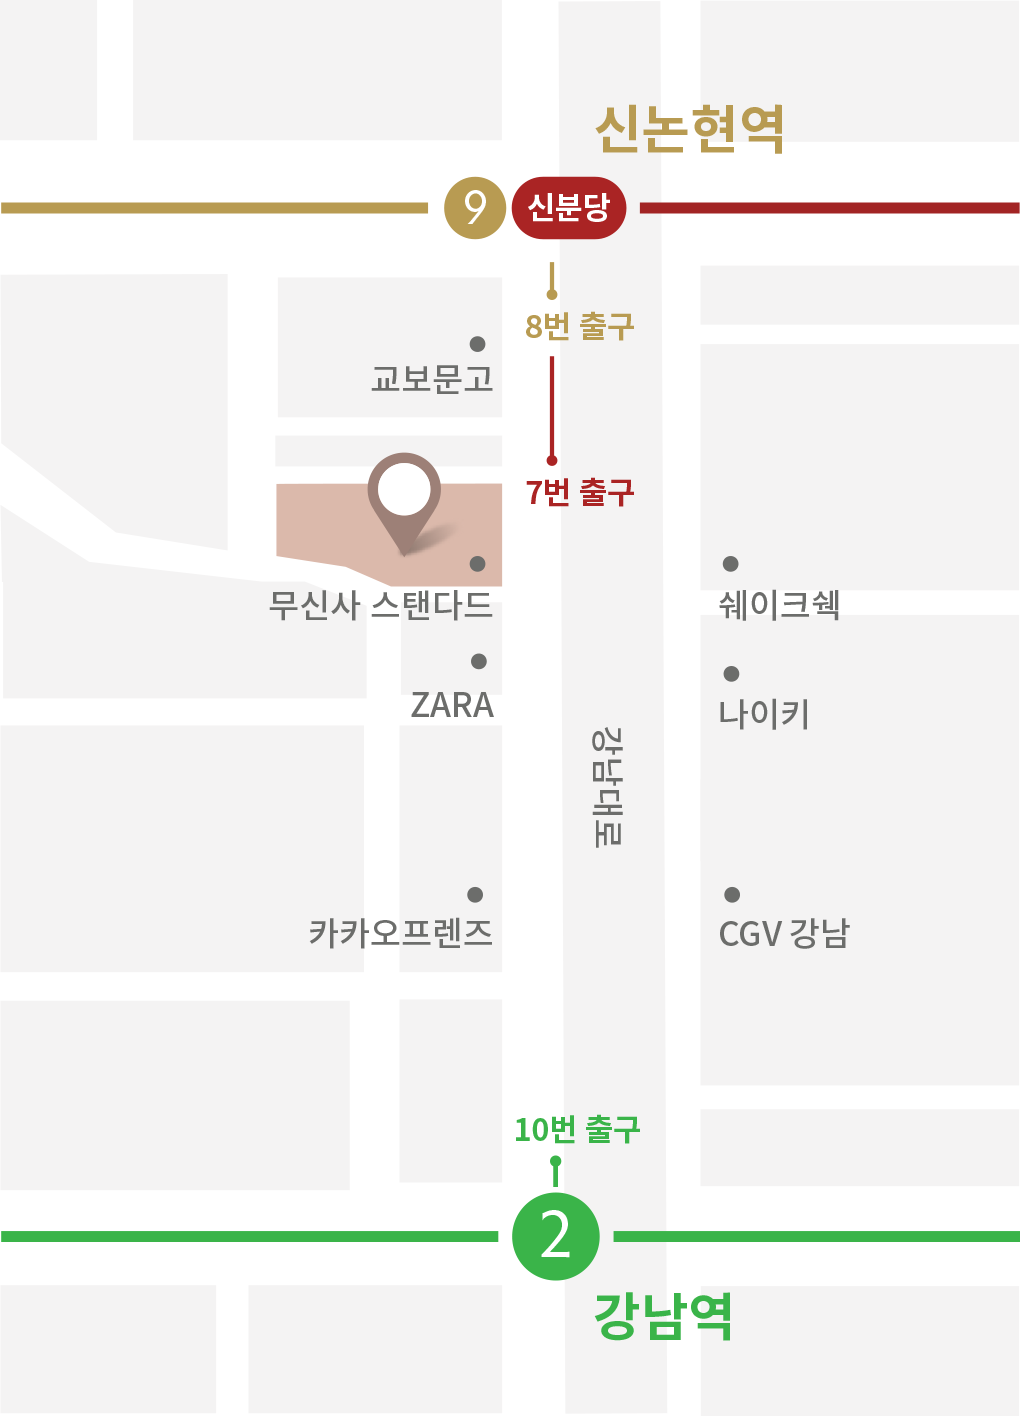 신논현역
9
신분당
8번 출구
교보문고
7번 출구
무신사 스탠다드
쉐이크쉑
ZARA
나이키
강남대로
카카오프렌즈
CGV 강남
10번 출구
2
강남역